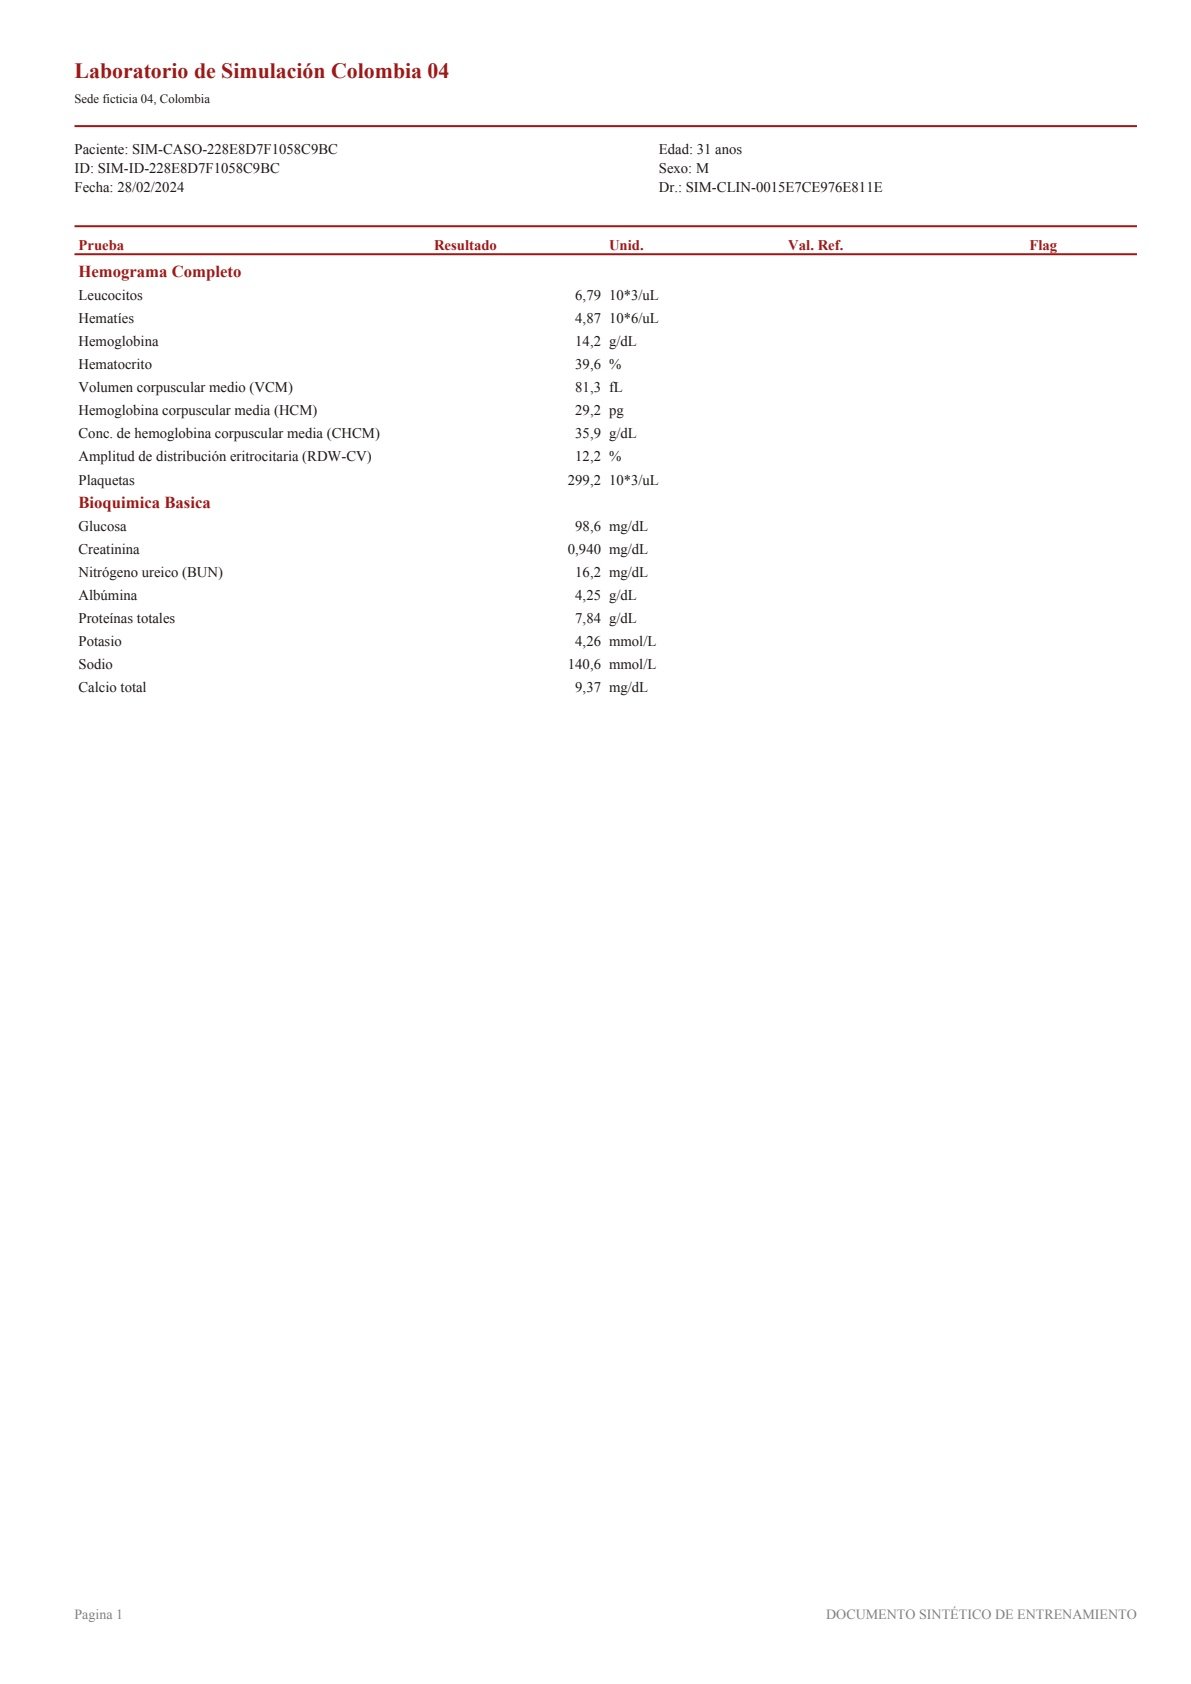 Laboratorio de Simulación Colombia 04
Sede ficticia 04, Colombia
Paciente: SIM-CASO-228E8D7F1058C9BC Edad: 31 anos
ID: SIM-ID-228E8D7F1058C9BC Sexo: M
Fecha: 28/02/2024 Dr.: SIM-CLIN-0015E7CE976E811E
Prueba Resultado Unid. Val. Ref. Flag
Hemograma Completo
Leucocitos 6,79 10*3/uL
Hematíes 4,87 10*6/uL
Hemoglobina 14,2 g/dL
Hematocrito 39,6 %
Volumen corpuscular medio (VCM) 81,3 fL
Hemoglobina corpuscular media (HCM) 29,2 pg
Conc. de hemoglobina corpuscular media (CHCM) 35,9 g/dL
Amplitud de distribución eritrocitaria (RDW-CV) 12,2 %
Plaquetas 299,2 10*3/uL
Bioquimica Basica
Glucosa 98,6 mg/dL
Creatinina 0,940 mg/dL
Nitrógeno ureico (BUN) 16,2 mg/dL
Albúmina 4,25 g/dL
Proteínas totales 7,84 g/dL
Potasio 4,26 mmol/L
Sodio 140,6 mmol/L
Calcio total 9,37 mg/dL
Pagina 1 DOCUMENTO SINTÉTICO DE ENTRENAMIENTO